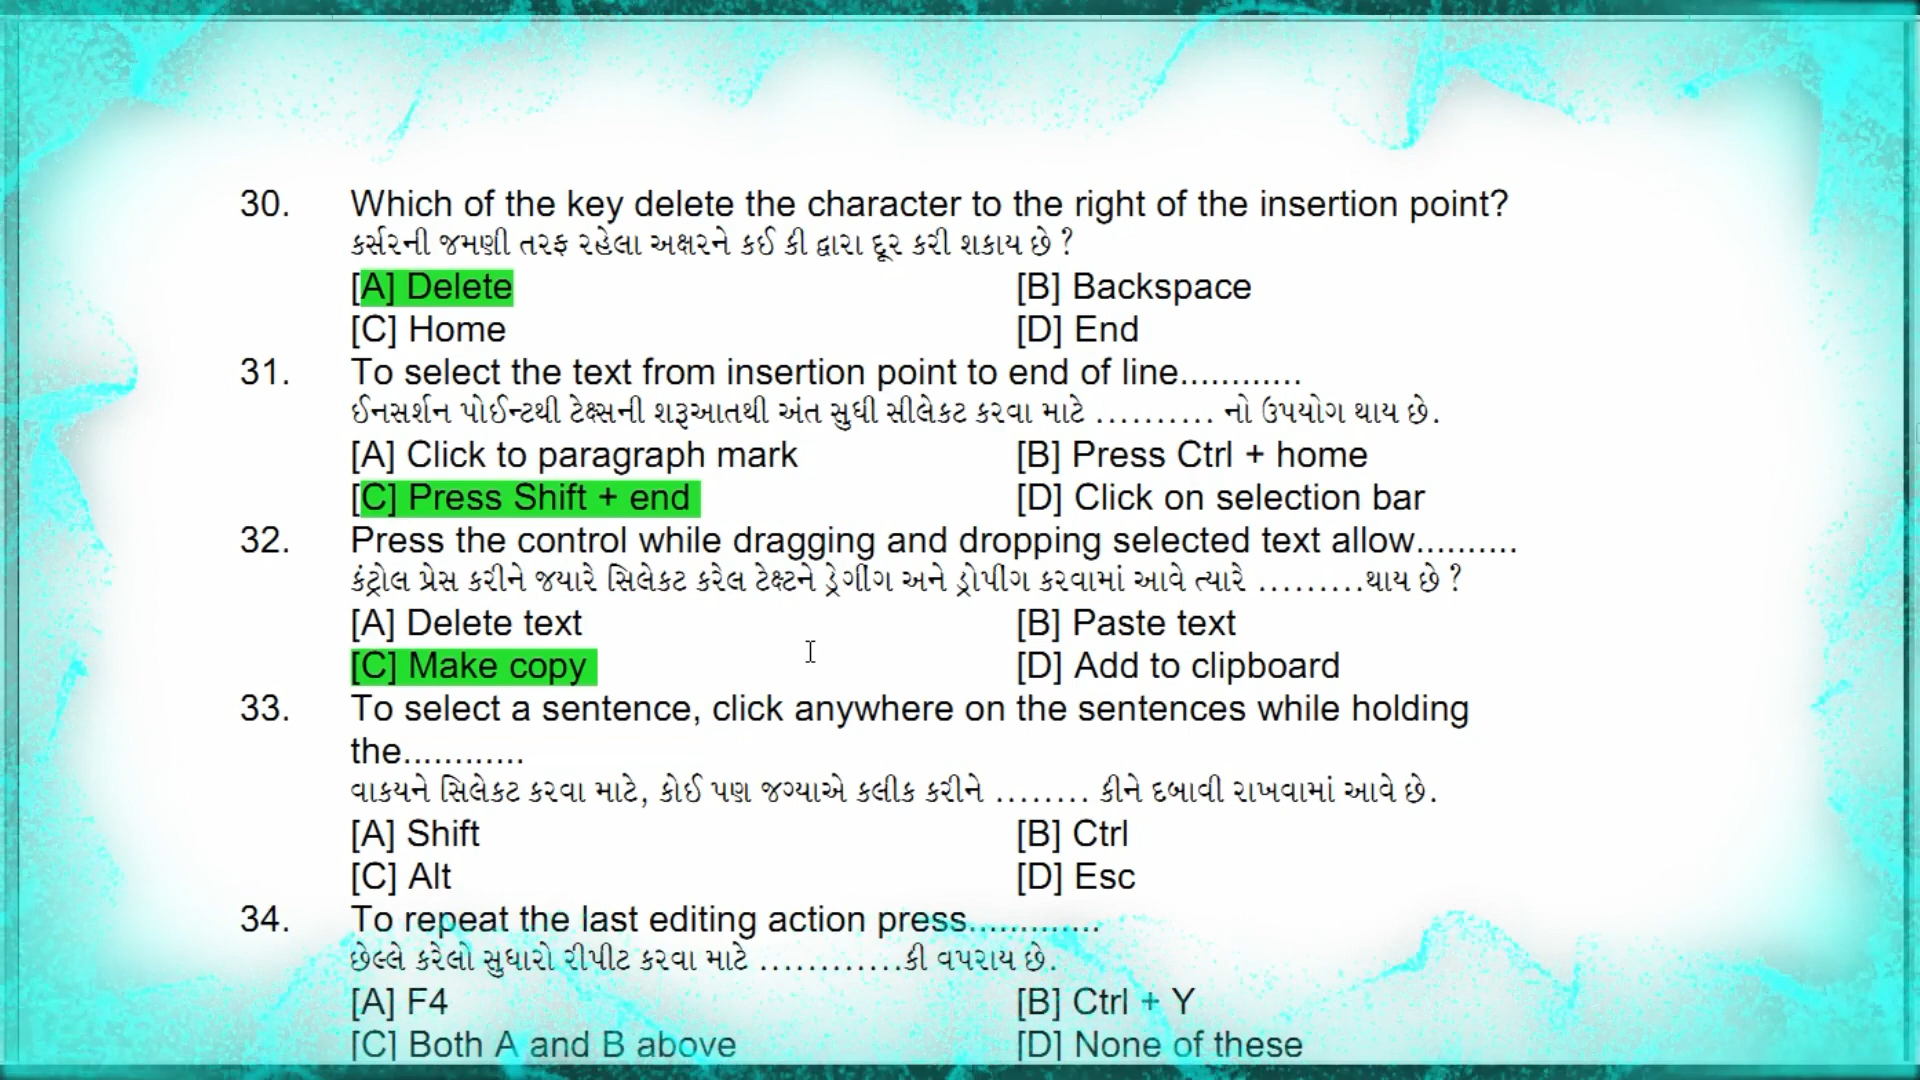 30. Which of the key delete the character to the right of the insertion point?
કર્સરની જમણી તરફ રહેલા અક્ષરને કઈ કી દ્વારા દૂર કરી શકાય છે ?
[A] Delete [B] Backspace
[C] Home [D] End
31. To select the text from insertion point to end of line............
ઈનસર્શન પોઈન્ટથી ટેક્ષ્સની શરૂઆતથી અંત સુધી સીલેકટ કરવા માટે .......... નો ઉપયોગ થાય છે.
[A] Click to paragraph mark [B] Press Ctrl + home
[C] Press Shift + end [D] Click on selection bar
32. Press the control while dragging and dropping selected text allow..........
કંટ્રોલ પ્રેસ કરીને જયારે સિલેકટ કરેલ ટેક્ષ્ટને ડ્રેગીંગ અને ડ્રોપીંગ કરવામાં આવે ત્યારે .........થાય છે ?
[A] Delete text [B] Paste text
[C] Make copy [D] Add to clipboard
33. To select a sentence, click anywhere on the sentences while holding
the............
વાકયને સિલેકટ કરવા માટે, કોઈ પણ જગ્યાએ કલીક કરીને ........ કીને દબાવી રાખવામાં આવે છે.
[A] Shift [B] Ctrl
[C] Alt [D] Esc
34. To repeat the last editing action press.............
છેલ્લે કરેલો સુધારો રીપીટ કરવા માટે ............કી વપરાય છે.
[A] F4 [B] Ctrl + Y
[C] Both A and B above [D] None of these